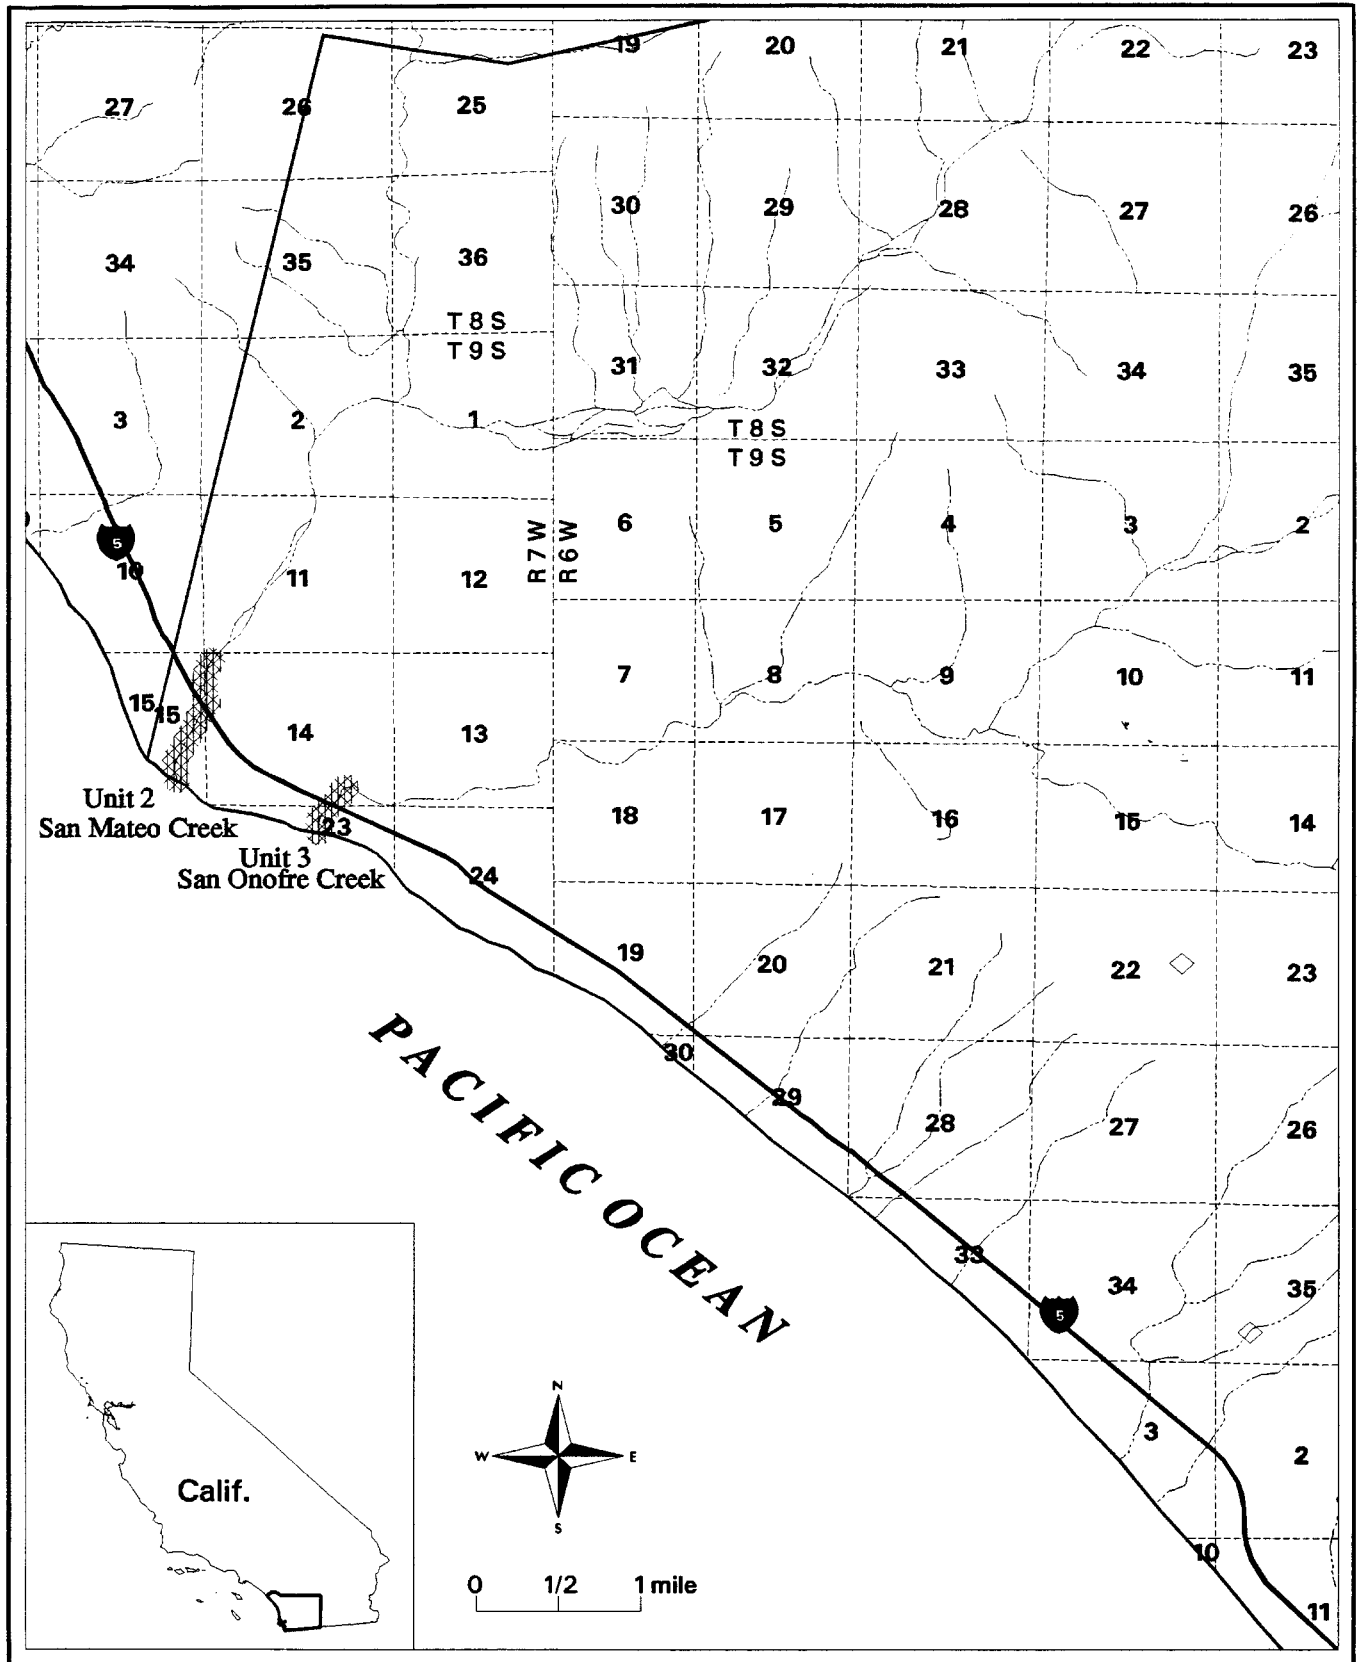 19 20 21 22 23
27 26 25
30 29 28 27 26
34 35 36
T 8 S
T 9 S
31 32 33 34 35
3 2 1
T 8 S
T 9 S
6 5 4 3 2
R 7 W
R 6 W
5
10 11 12
7 8 9 10 11
15 15 14 13
Unit 2
San Mateo Creek
18 17 16 15 14
23
Unit 3
San Onofre Creek
24
19 20 21 22 23
30
29 28 27 26
PACIFIC OCEAN
33 34 35
5
3 2
10
11
Calif.
N
W E
S
0 1/2 1 mile